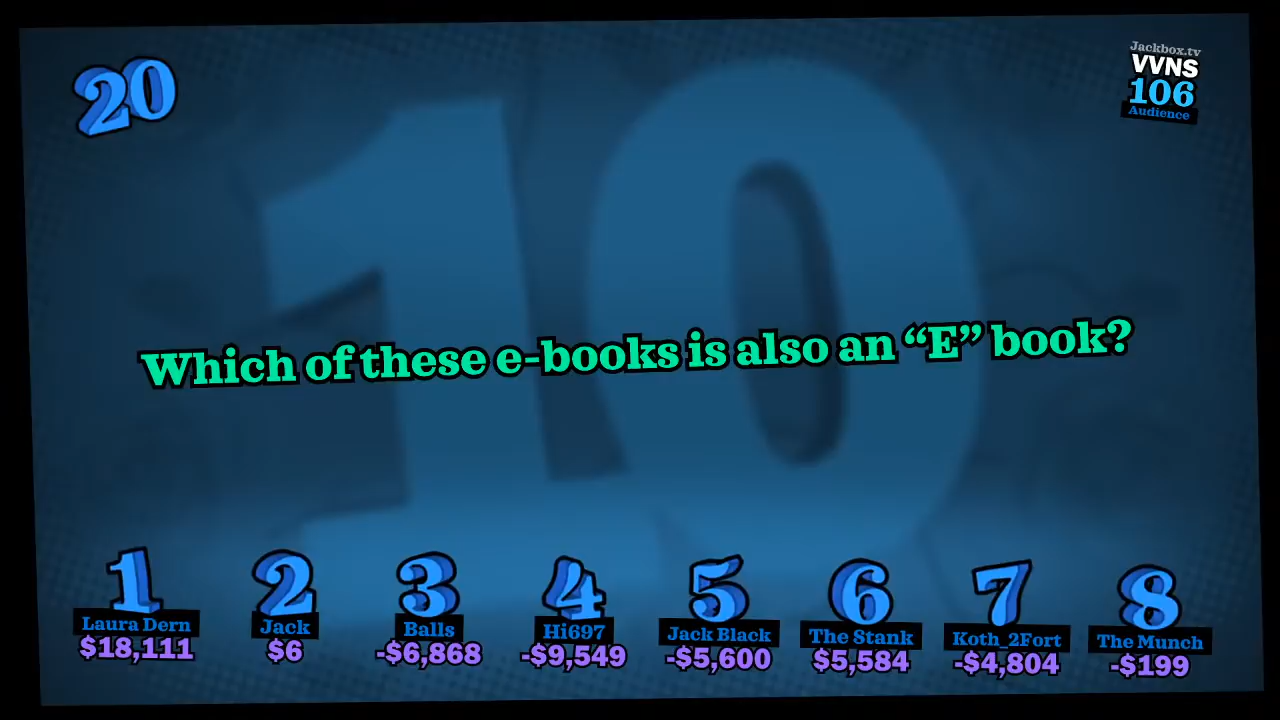 20
Jackbox.tv
VVNS
106
Audience
10
Which of these e-books is also an “E” book?
1
Laura Dern
$18,111
2
Jack
$6
3
Balls
-$6,868
4
Hi697
-$9,549
5
Jack Black
-$5,600
6
The Stank
$5,584
7
Koth_2Fort
-$4,804
8
The Munch
-$199